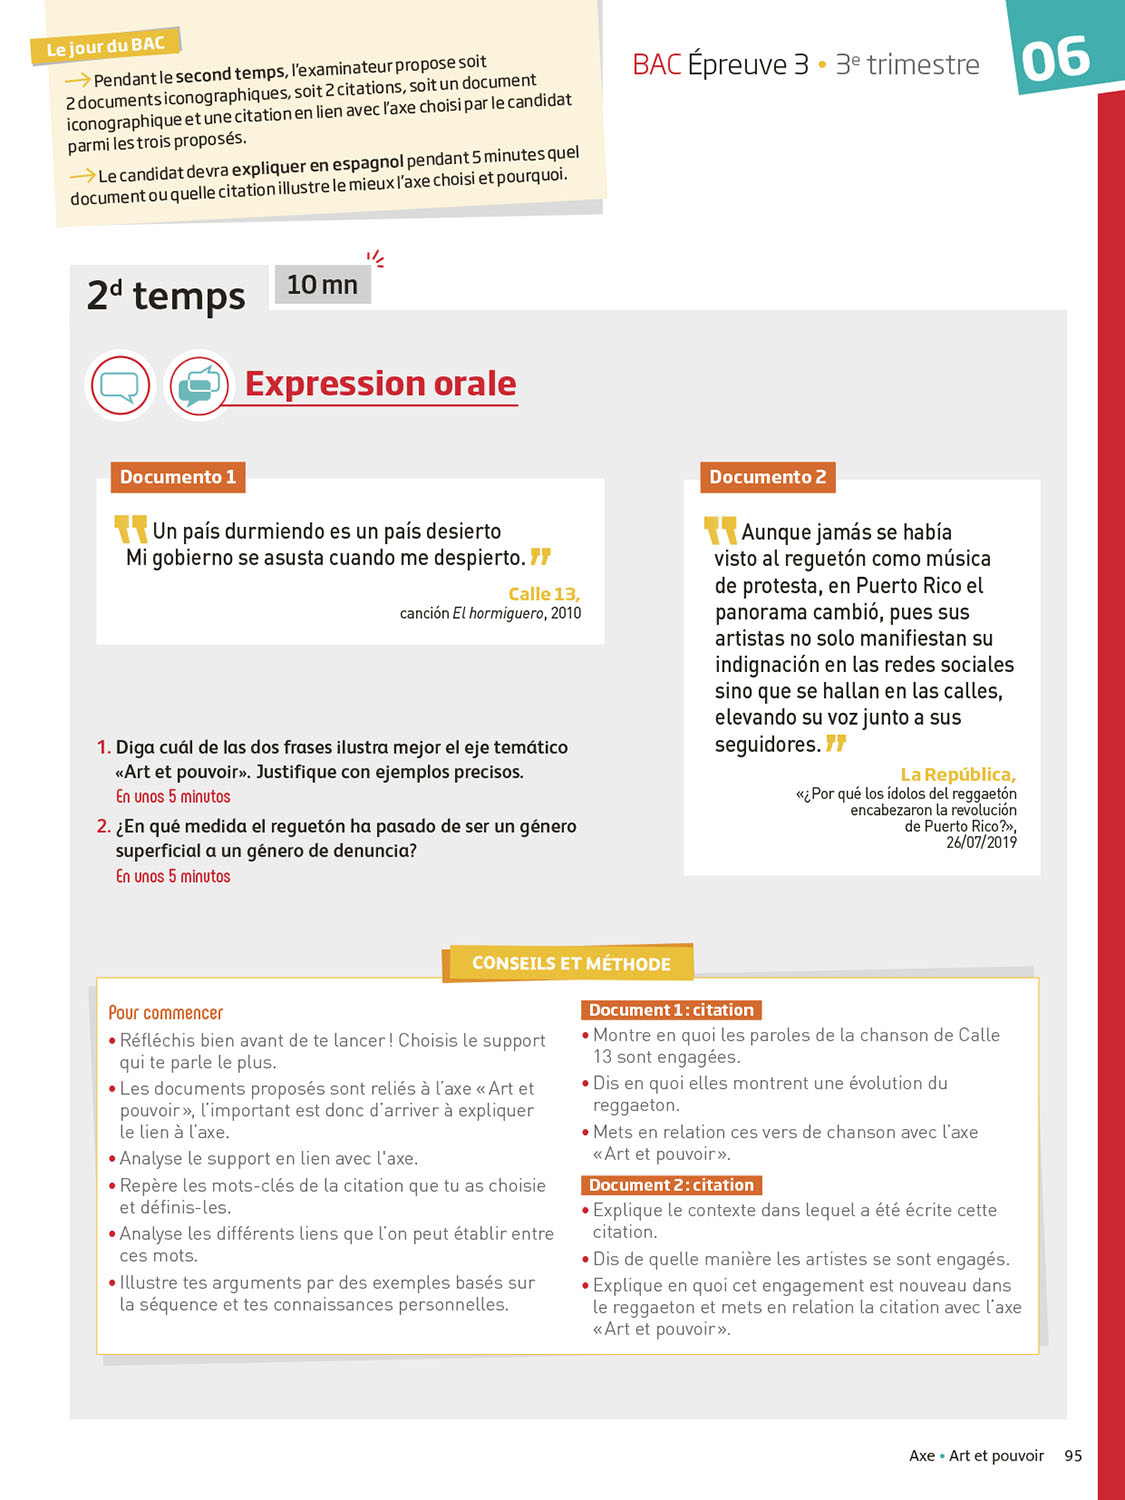 Le jour du BAC
Pendant le second temps, l'examinateur propose soit
2 documents iconographiques, soit 2 citations, soit un document
iconographique et une citation en lien avec l'axe choisi par le candidat
parmi les trois proposés.
Le candidat devra expliquer en espagnol pendant 5 minutes quel
document ou quelle citation illustre le mieux l'axe choisi et pourquoi.
BAC Épreuve 3 • 3e trimestre
06
2d temps
10 mn
Expression orale
Documento 1
" Un país durmiendo es un país desierto
Mi gobierno se asusta cuando me despierto. "
Calle 13,
canción El hormiguero, 2010
Documento 2
" Aunque jamás se había
visto al reguetón como música
de protesta, en Puerto Rico el
panorama cambió, pues sus
artistas no solo manifiestan su
indignación en las redes sociales
sino que se hallan en las calles,
elevando su voz junto a sus
seguidores. "
La República,
«¿Por qué los ídolos del reggaetón
encabezaron la revolución
de Puerto Rico?»,
26/07/2019
1. Diga cuál de las dos frases ilustra mejor el eje temático
«Art et pouvoir». Justifique con ejemplos precisos.
En unos 5 minutos
2. ¿En qué medida el reguetón ha pasado de ser un género
superficial a un género de denuncia?
En unos 5 minutos
CONSEILS ET MÉTHODE
Pour commencer
• Réfléchis bien avant de te lancer ! Choisis le support
qui te parle le plus.
• Les documents proposés sont reliés à l'axe « Art et
pouvoir », l'important est donc d'arriver à expliquer
le lien à l'axe.
• Analyse le support en lien avec l'axe.
• Repère les mots-clés de la citation que tu as choisie
et définis-les.
• Analyse les différents liens que l'on peut établir entre
ces mots.
• Illustre tes arguments par des exemples basés sur
la séquence et tes connaissances personnelles.
Document 1 : citation
• Montre en quoi les paroles de la chanson de Calle
13 sont engagées.
• Dis en quoi elles montrent une évolution du
reggaeton.
• Mets en relation ces vers de chanson avec l'axe
« Art et pouvoir ».
Document 2 : citation
• Explique le contexte dans lequel a été écrite cette
citation.
• Dis de quelle manière les artistes se sont engagés.
• Explique en quoi cet engagement est nouveau dans
le reggaeton et mets en relation la citation avec l'axe
« Art et pouvoir ».
Axe • Art et pouvoir 95